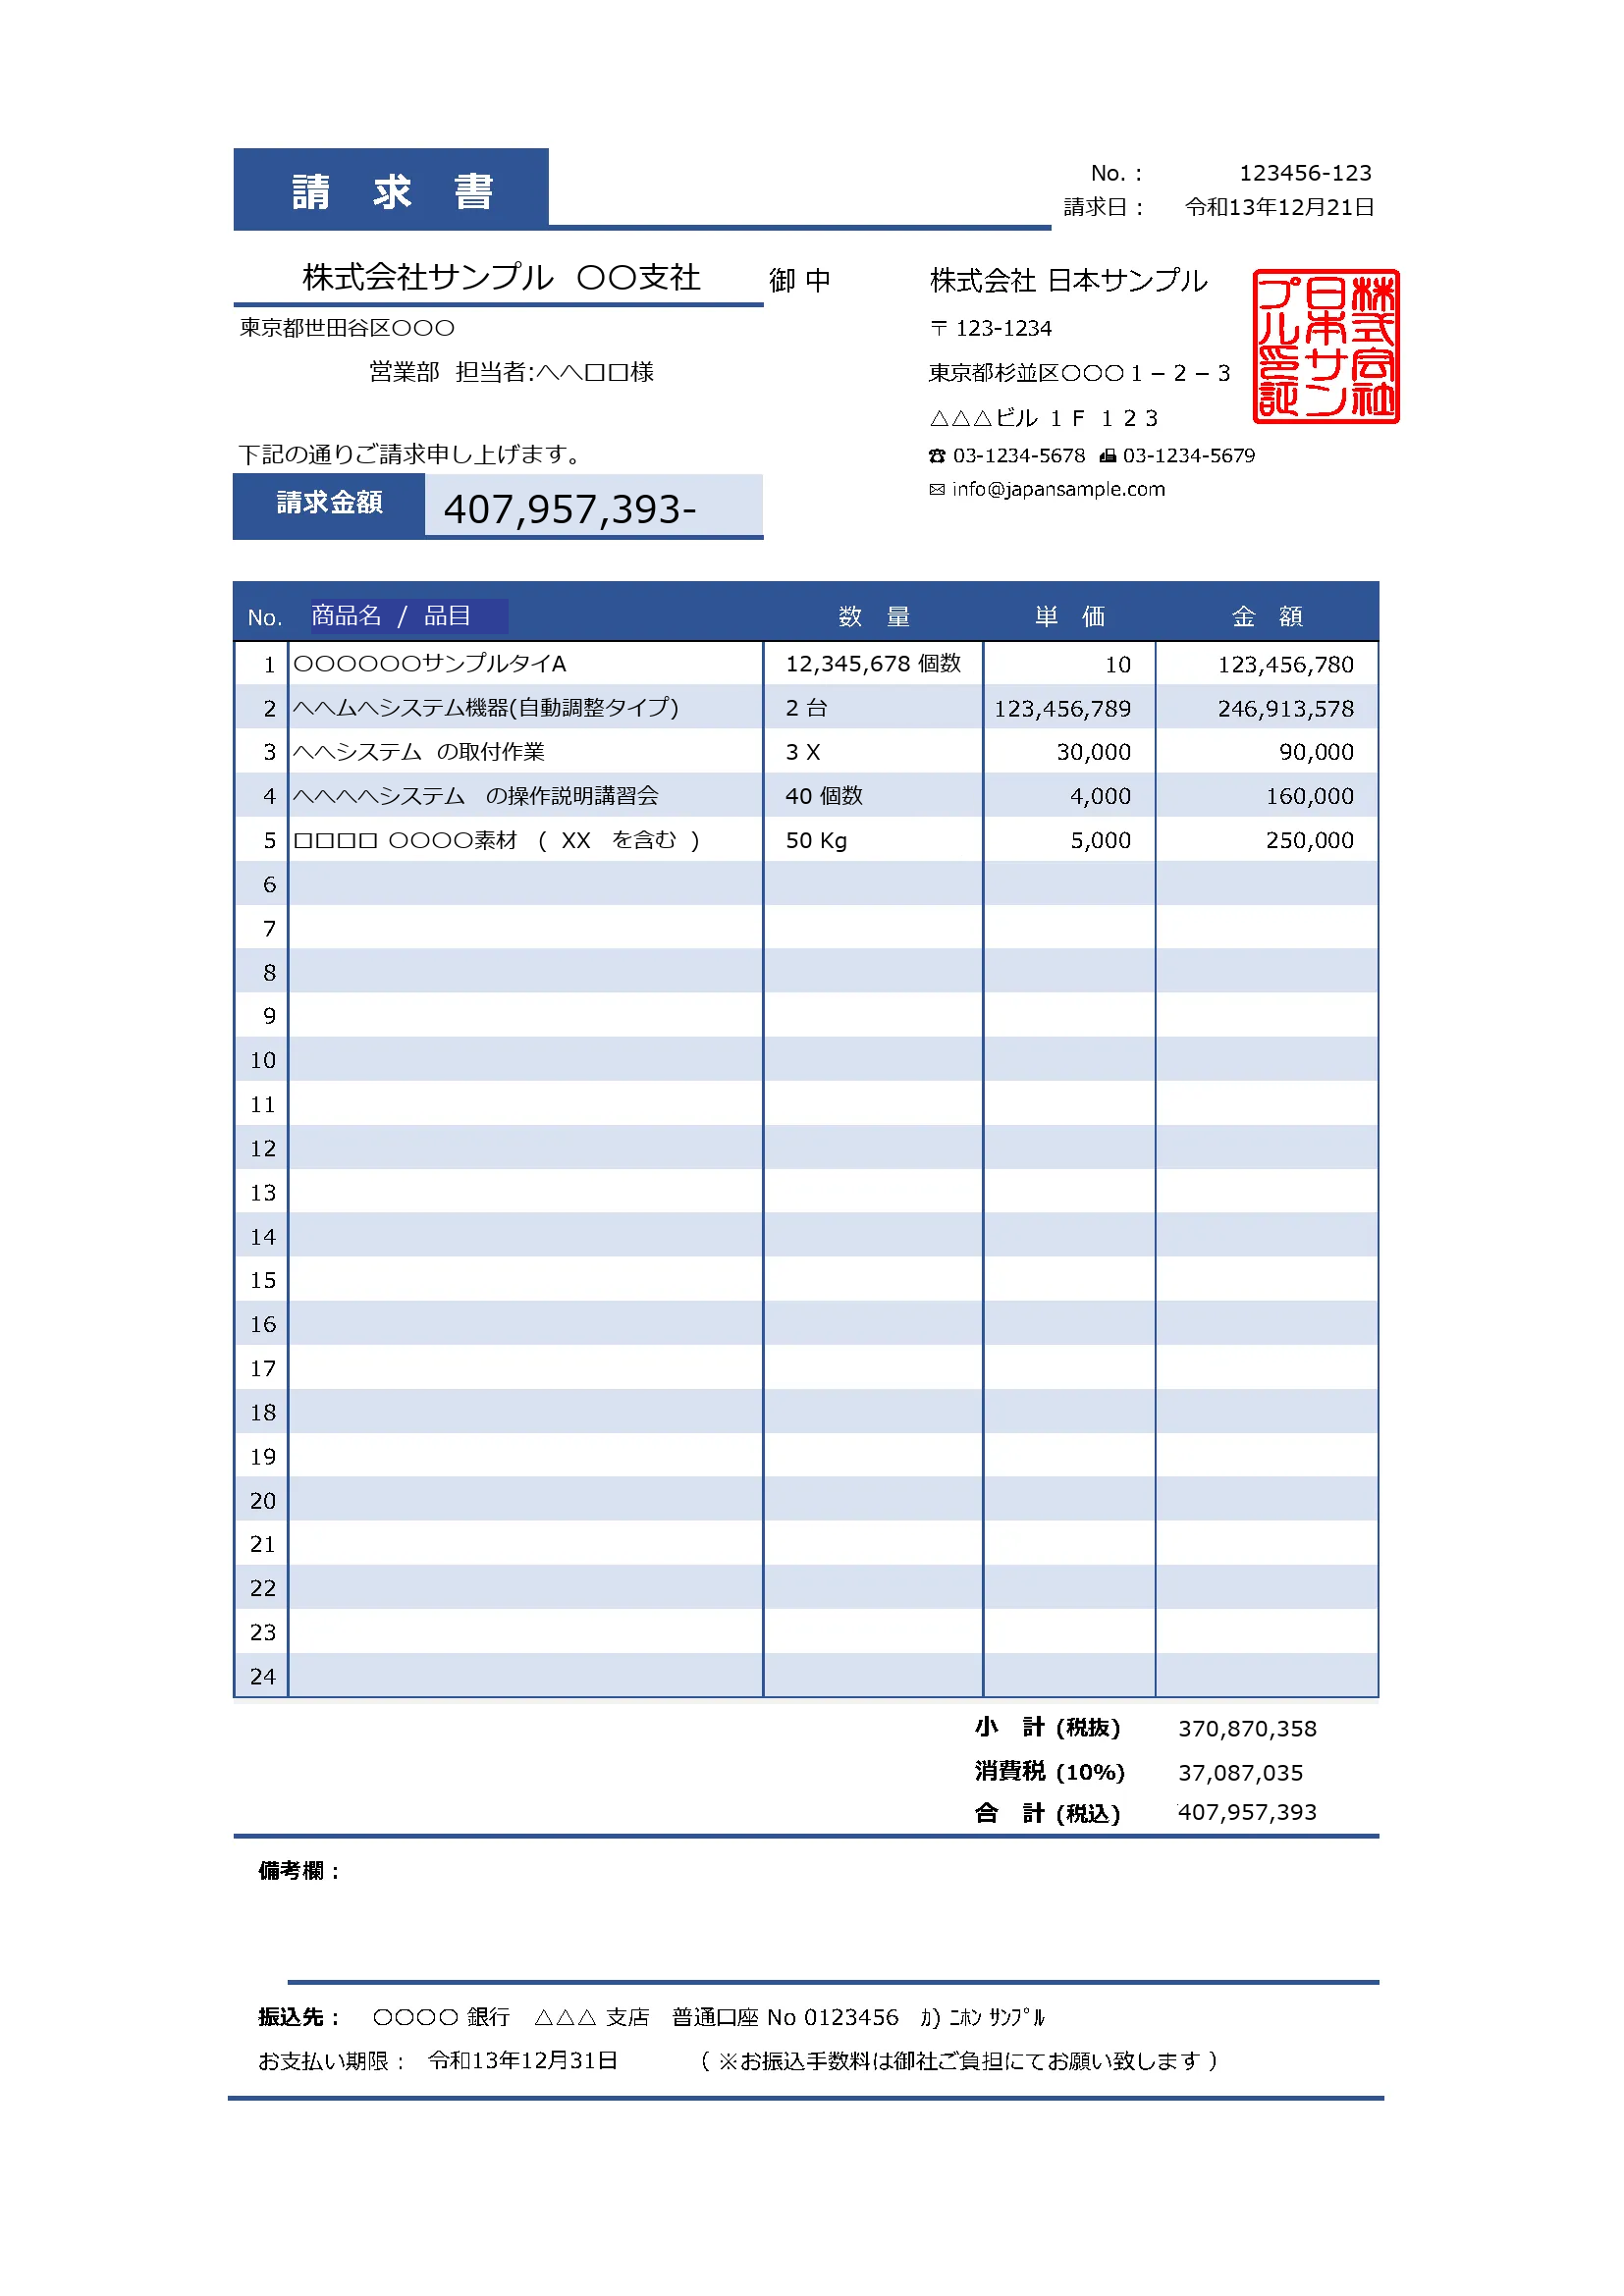 請 求 書
No. : 123456-123
請求日 : 令和13年12月21日
株式会社サンプル 〇〇支社 御 中
東京都世田谷区〇〇〇
営業部 担当者:へへ口口様
下記の通りご請求申し上げます。
請求金額 407,957,393-
株式会社 日本サンプル
〒 123-1234
東京都杉並区〇〇〇１－２－３
△△△ビル １Ｆ １２３
☎ 03-1234-5678 📠 03-1234-5679
✉ info@japansample.com
株式会社
日本サン
プル印証
No. 商品名 / 品目 数 量 単 価 金 額
1 〇〇〇〇〇〇サンプルタイA 12,345,678 個数 10 123,456,780
2 へへムへシステム機器(自動調整タイプ) 2 台 123,456,789 246,913,578
3 へへシステム の取付作業 3 X 30,000 90,000
4 へへへへシステム の操作説明講習会 40 個数 4,000 160,000
5 口口口口 〇〇〇〇素材 ( XX を含む ) 50 Kg 5,000 250,000
6
7
8
9
10
11
12
13
14
15
16
17
18
19
20
21
22
23
24
小 計 (税抜) 370,870,358
消費税 (10%) 37,087,035
合 計 (税込) 407,957,393
備考欄 :
振込先 : 〇〇〇〇 銀行 △△△ 支店 普通口座 No 0123456 ｶ) ﾆﾎﾝ ｻﾝﾌﾟﾙ
お支払い期限 : 令和13年12月31日 ( ※お振込手数料は御社ご負担にてお願い致します )